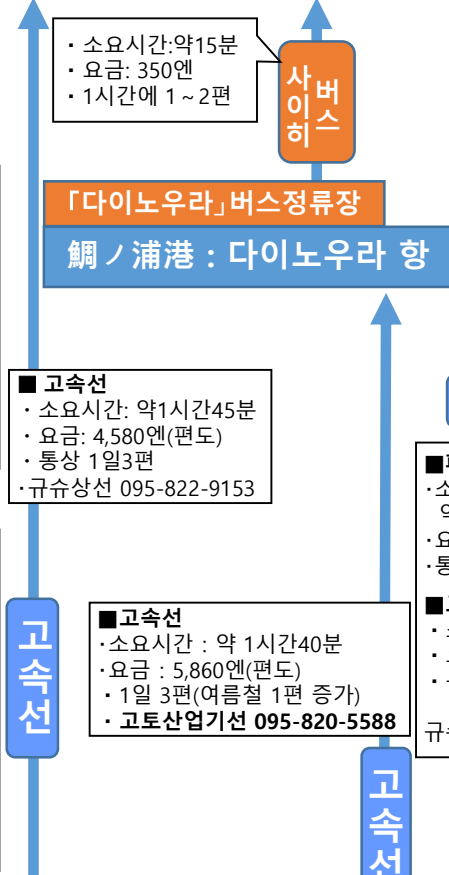 ・소요시간:약15분
・요금: 350엔
・1시간에 1～2편
사이히
버스
「다이노우라」버스정류장
鯛ノ浦港：다이노우라 항
■ 고속선
・소요시간: 약1시간45분
・요금: 4,580엔(편도)
・통상 1일3편
·규슈상선 095-822-9153
고속선
■고속선
·소요시간 : 약 1시간40분
·요금 : 5,860엔(편도)
・1일 3편(여름철 1편 증가)
・고토산업기선 095-820-5588
고속선